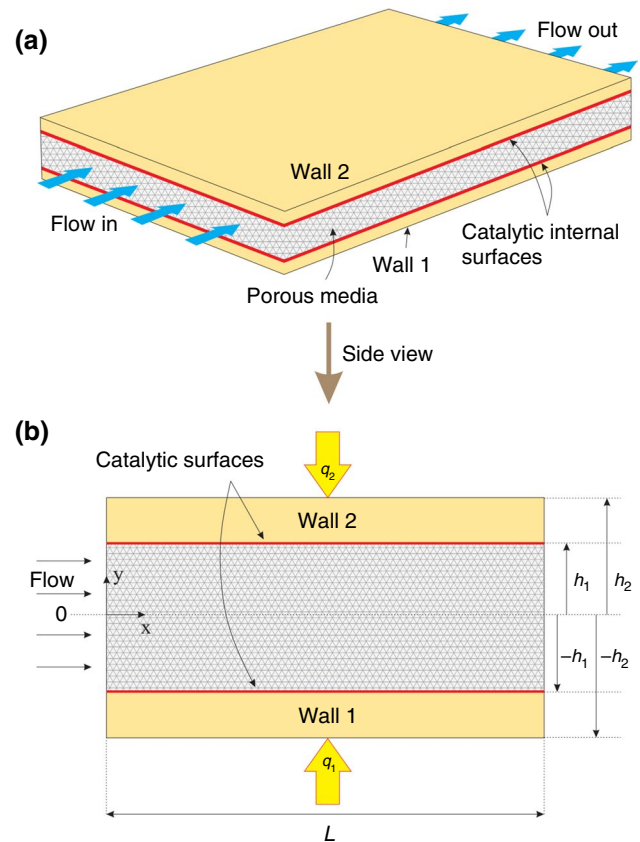 (a)
Flow out
Wall 2
Flow in
Catalytic internal
surfaces
Wall 1
Porous media
Side view
(b)
q2
Catalytic surfaces
Wall 2
Flow
y
h1
h2
0
x
–h1
–h2
Wall 1
q1
L